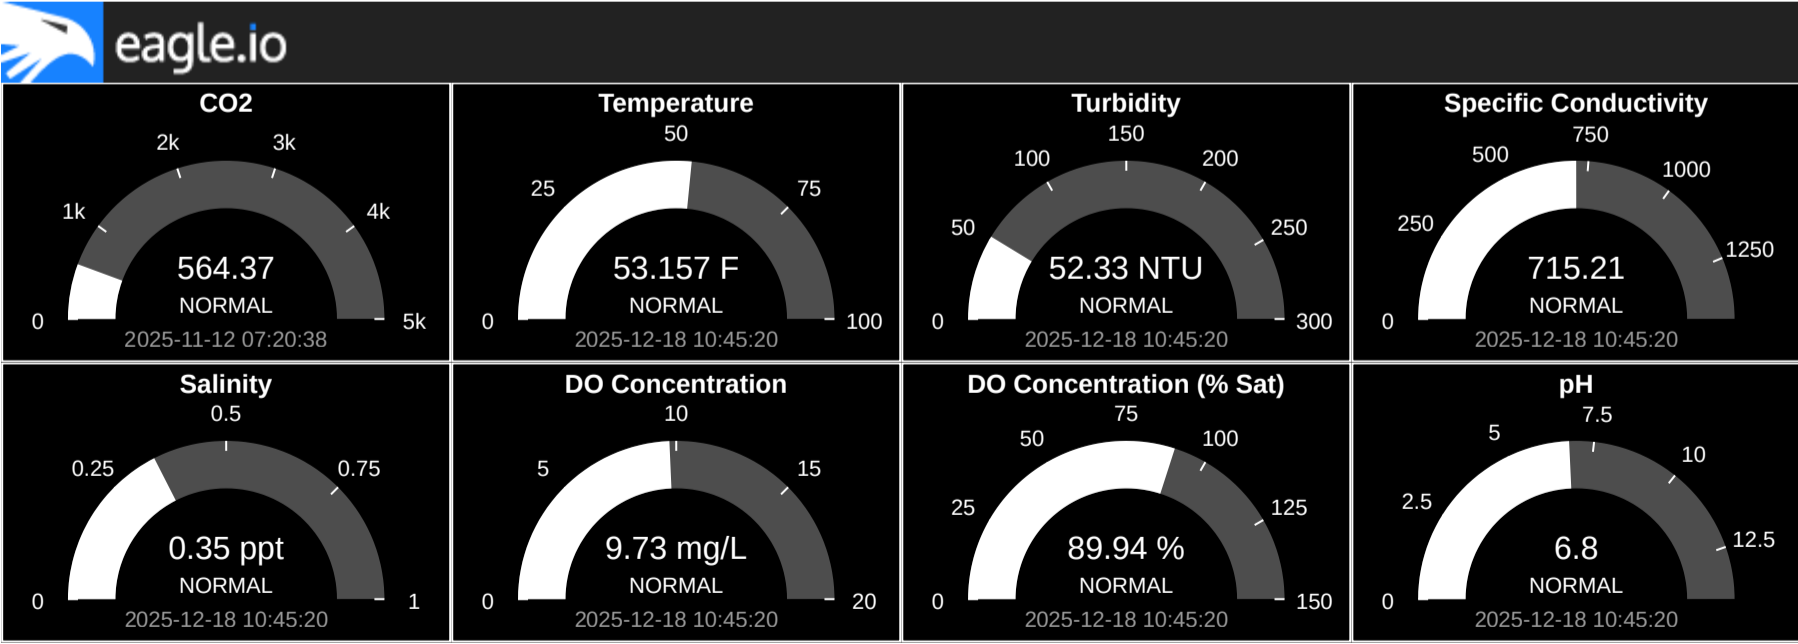 eagle.io
CO2
2k 3k
1k 4k
564.37
NORMAL
0 5k
2025-11-12 07:20:38
Temperature
50
25 75
53.157 F
NORMAL
0 100
2025-12-18 10:45:20
Turbidity
150
100 200
50 250
52.33 NTU
NORMAL
0 300
2025-12-18 10:45:20
Specific Conductivity
750
500 1000
250 1250
715.21
NORMAL
0
2025-12-18 10:45:20
Salinity
0.5
0.25 0.75
0.35 ppt
NORMAL
0 1
2025-12-18 10:45:20
DO Concentration
10
5 15
9.73 mg/L
NORMAL
0 20
2025-12-18 10:45:20
DO Concentration (% Sat)
75
50 100
25 125
89.94 %
NORMAL
0 150
2025-12-18 10:45:20
pH
7.5
5 10
2.5 12.5
6.8
NORMAL
0
2025-12-18 10:45:20